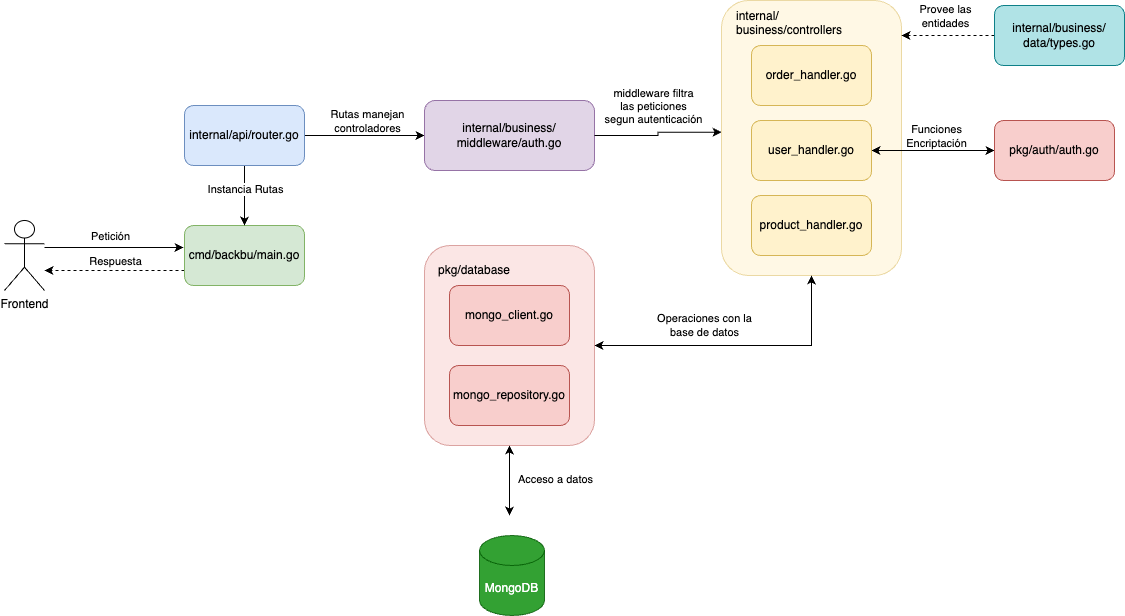 internal/
business/controllers
order_handler.go
user_handler.go
product_handler.go
Provee las
entidades
internal/business/
data/types.go
internal/api/router.go
Rutas manejan
controladores
internal/business/
middleware/auth.go
middleware filtra
las peticiones
segun autenticación
Funciones
Encriptación
pkg/auth/auth.go
Instancia Rutas
Petición
Respuesta
Frontend
cmd/backbu/main.go
pkg/database
mongo_client.go
mongo_repository.go
Operaciones con la
base de datos
Acceso a datos
MongoDB